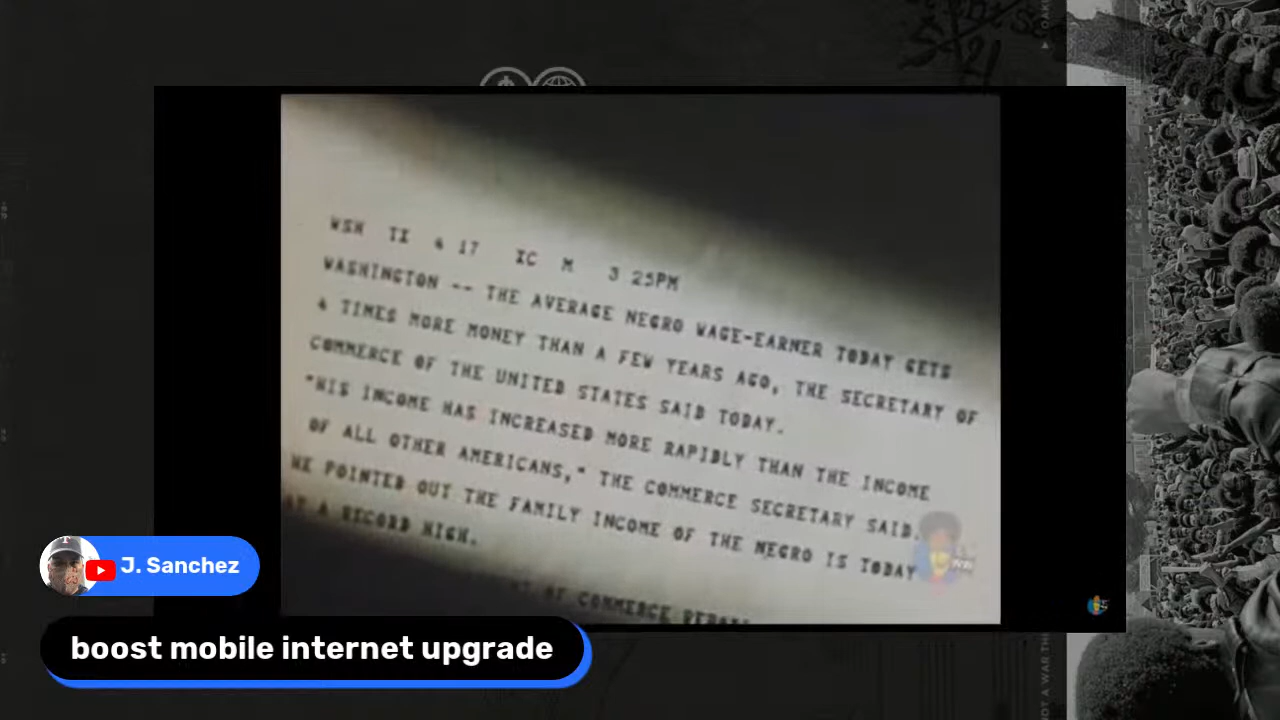 WSH TX 4 17 XC M 3 25PM
WASHINGTON -- THE AVERAGE NEGRO WAGE-EARNER TODAY GETS
4 TIMES MORE MONEY THAN A FEW YEARS AGO, THE SECRETARY OF
COMMERCE OF THE UNITED STATES SAID TODAY.
"HIS INCOME HAS INCREASED MORE RAPIDLY THAN THE INCOME
OF ALL OTHER AMERICANS," THE COMMERCE SECRETARY SAID.
HE POINTED OUT THE FAMILY INCOME OF THE NEGRO IS TODAY
AT A RECORD HIGH.
OF COMMERCE
J. Sanchez
boost mobile internet upgrade